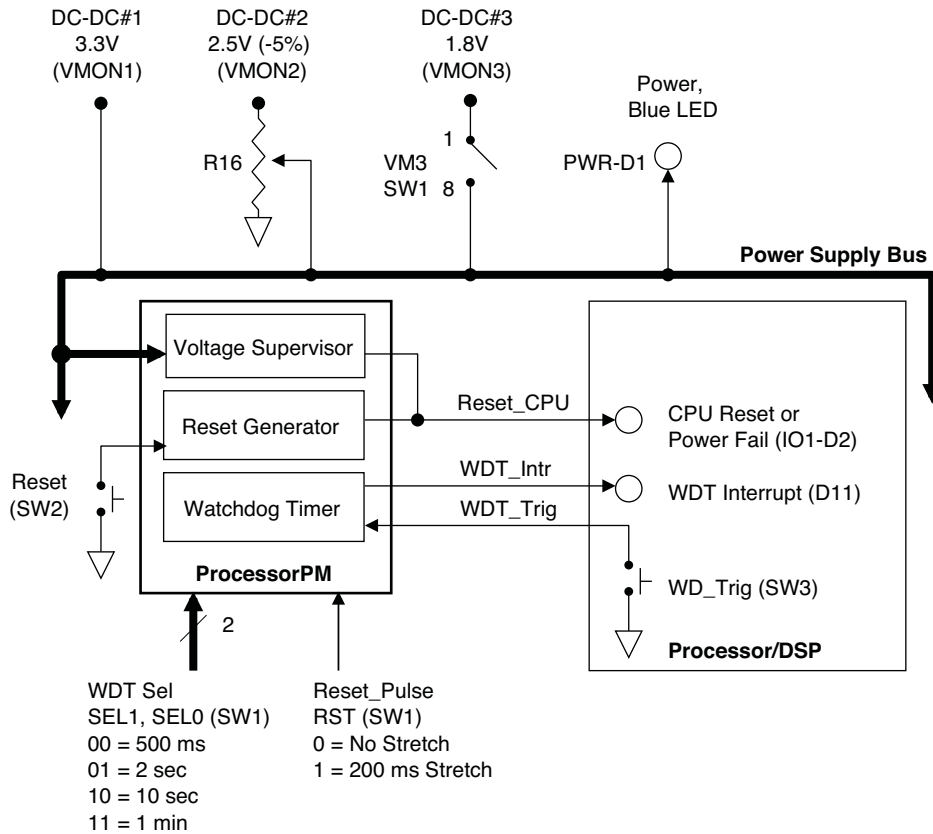 DC-DC#1
3.3V
(VMON1)
DC-DC#2
2.5V (-5%)
(VMON2)
DC-DC#3
1.8V
(VMON3)
Power,
Blue LED
R16
1
VM3
SW1 8
PWR-D1
Power Supply Bus
Voltage Supervisor
Reset Generator
Watchdog Timer
ProcessorPM
Reset
(SW2)
Reset_CPU
WDT_Intr
WDT_Trig
CPU Reset or
Power Fail (IO1-D2)
WDT Interrupt (D11)
WD_Trig (SW3)
Processor/DSP
2
WDT Sel
SEL1, SEL0 (SW1)
00 = 500 ms
01 = 2 sec
10 = 10 sec
11 = 1 min
Reset_Pulse
RST (SW1)
0 = No Stretch
1 = 200 ms Stretch